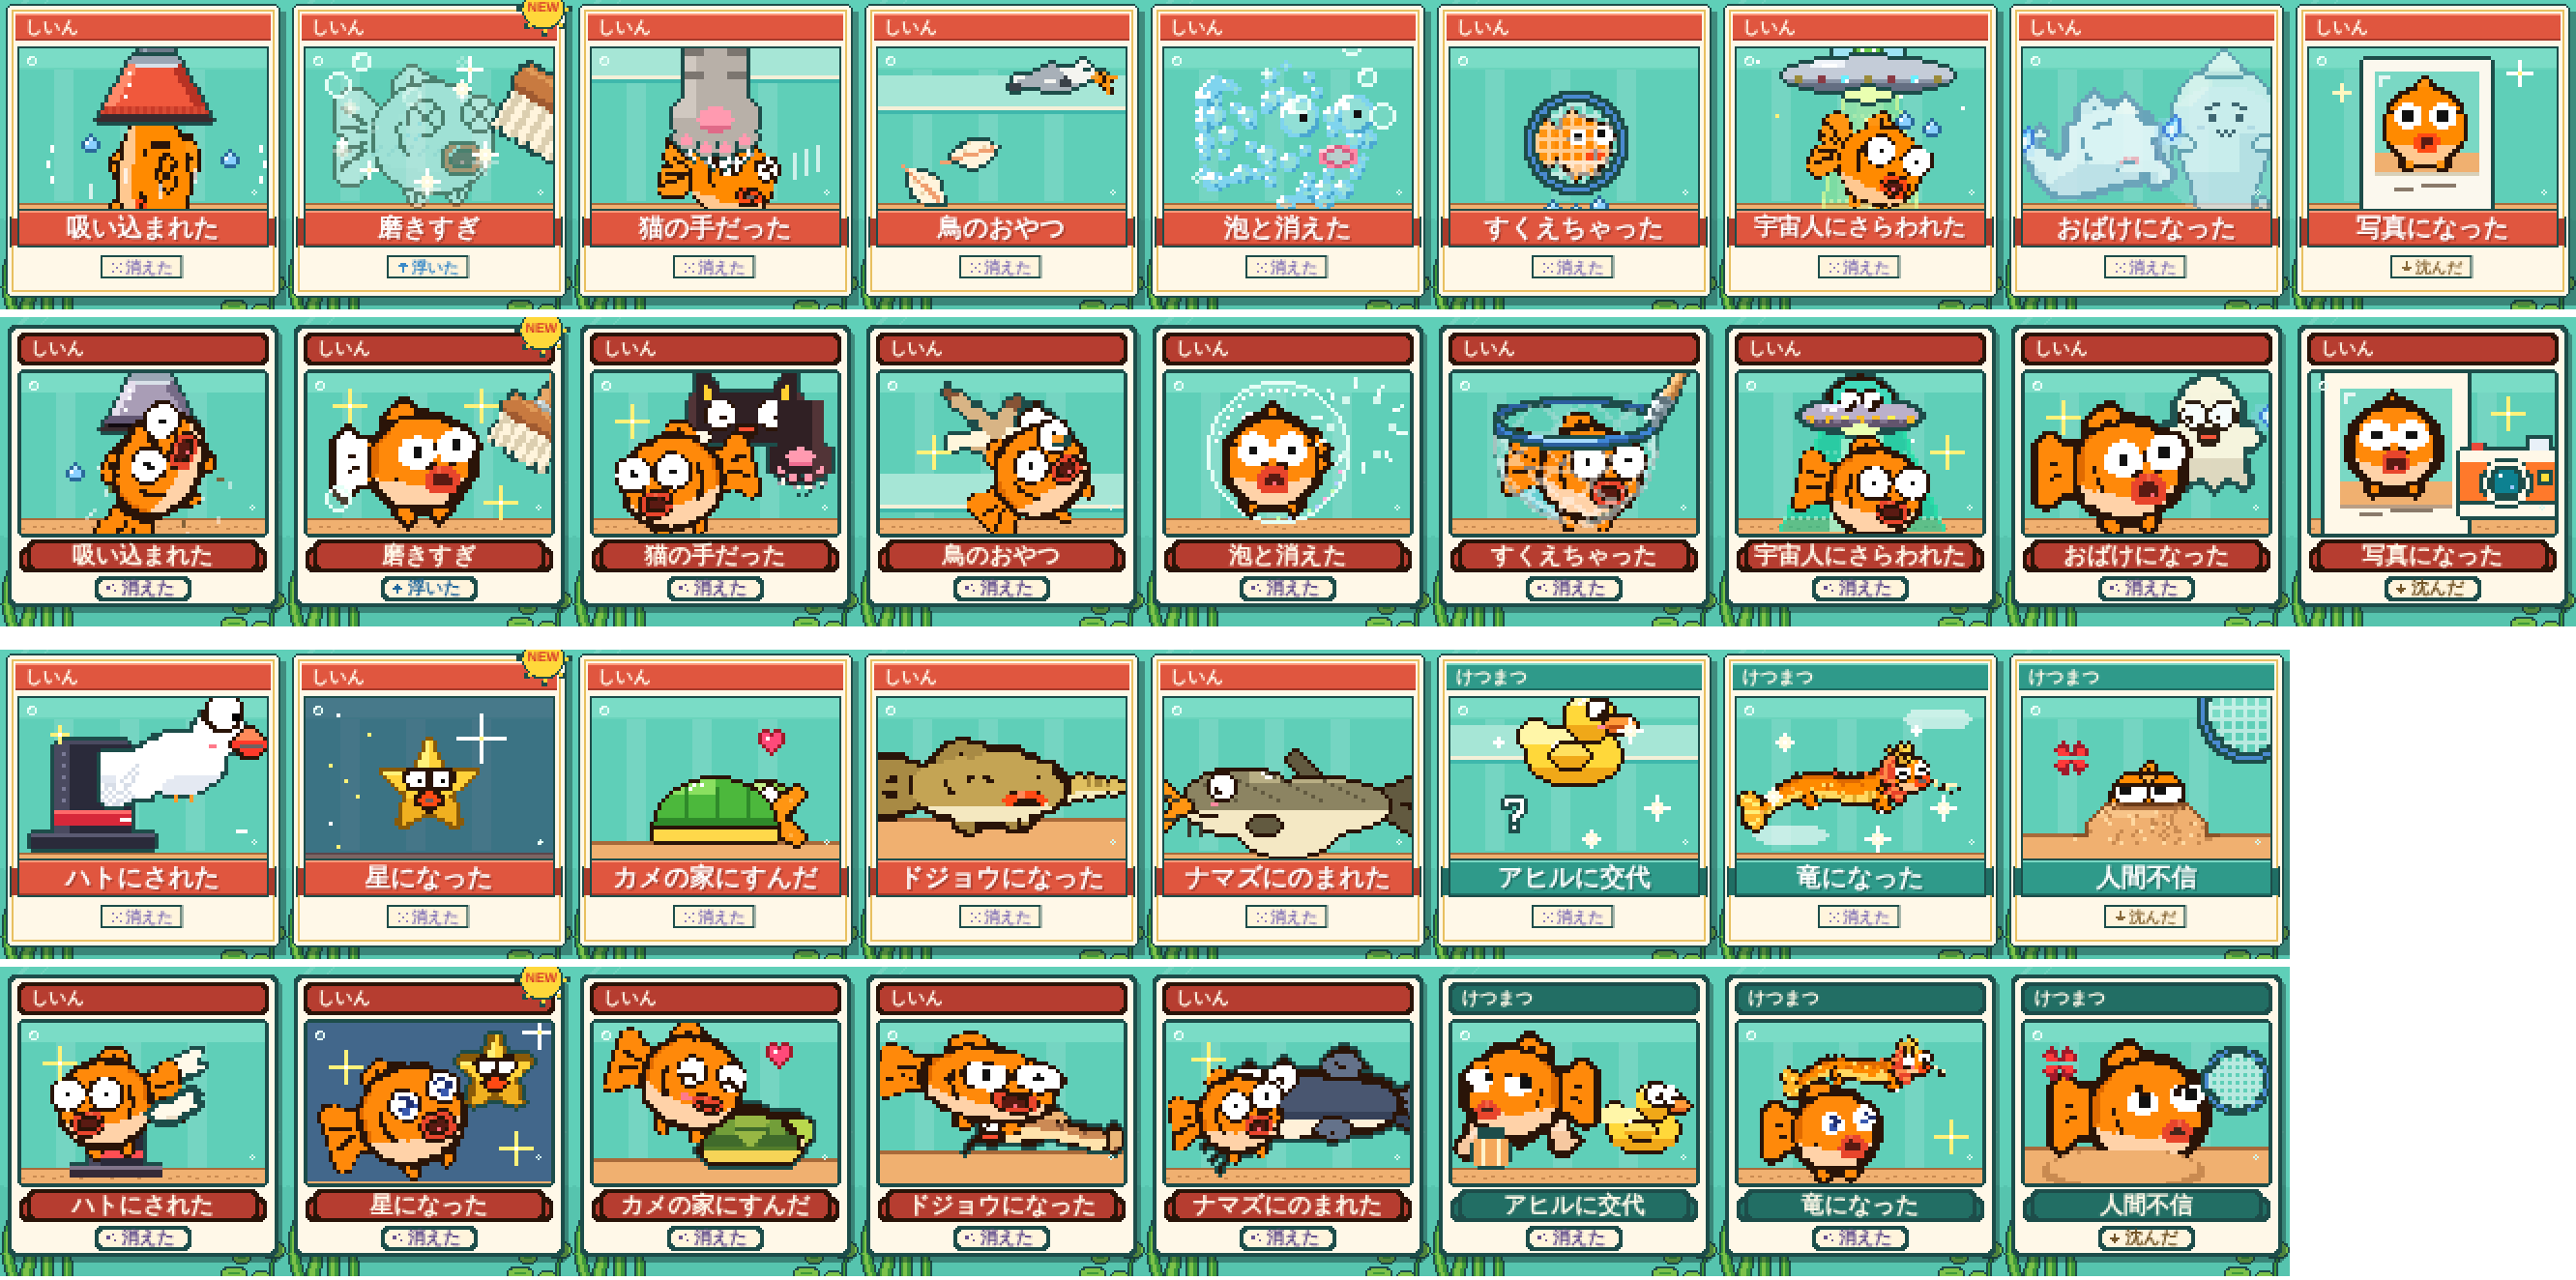 NEW
しいん しいん しいん しいん しいん しいん しいん しいん しいん
吸い込まれた 磨きすぎ 猫の手だった 鳥のおやつ 泡と消えた すくえちゃった 宇宙人にさらわれた おばけになった 写真になった
消えた 浮いた 消えた 消えた 消えた 消えた 消えた 消えた 沈んだ
NEW
しいん しいん しいん しいん しいん しいん しいん しいん しいん
吸い込まれた 磨きすぎ 猫の手だった 鳥のおやつ 泡と消えた すくえちゃった 宇宙人にさらわれた おばけになった 写真になった
消えた 浮いた 消えた 消えた 消えた 消えた 消えた 消えた 沈んだ
NEW
しいん しいん しいん しいん しいん けつまつ けつまつ けつまつ
?
ハトにされた 星になった カメの家にすんだ ドジョウになった ナマズにのまれた アヒルに交代 竜になった 人間不信
消えた 消えた 消えた 消えた 消えた 消えた 消えた 沈んだ
NEW
しいん しいん しいん しいん しいん けつまつ けつまつ けつまつ
ハトにされた 星になった カメの家にすんだ ドジョウになった ナマズにのまれた アヒルに交代 竜になった 人間不信
消えた 消えた 消えた 消えた 消えた 消えた 消えた 沈んだ